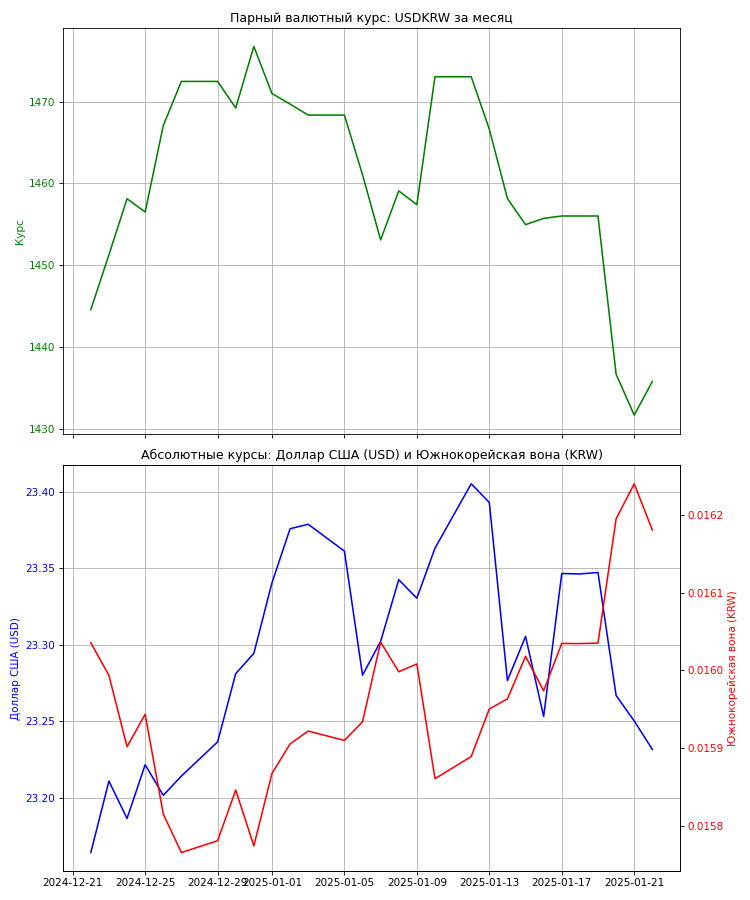 Парный валютный курс: USDKRW за месяц
1470
1460
1450
1440
1430
Курс
Абсолютные курсы: Доллар США (USD) и Южнокорейская вона (KRW)
23.40
23.35
23.30
23.25
23.20
Доллар США (USD)
0.0162
0.0161
0.0160
0.0159
0.0158
Южнокорейская вона (KRW)
2024-12-21 2024-12-25 2024-12-29 2025-01-01 2025-01-05 2025-01-09 2025-01-13 2025-01-17 2025-01-21